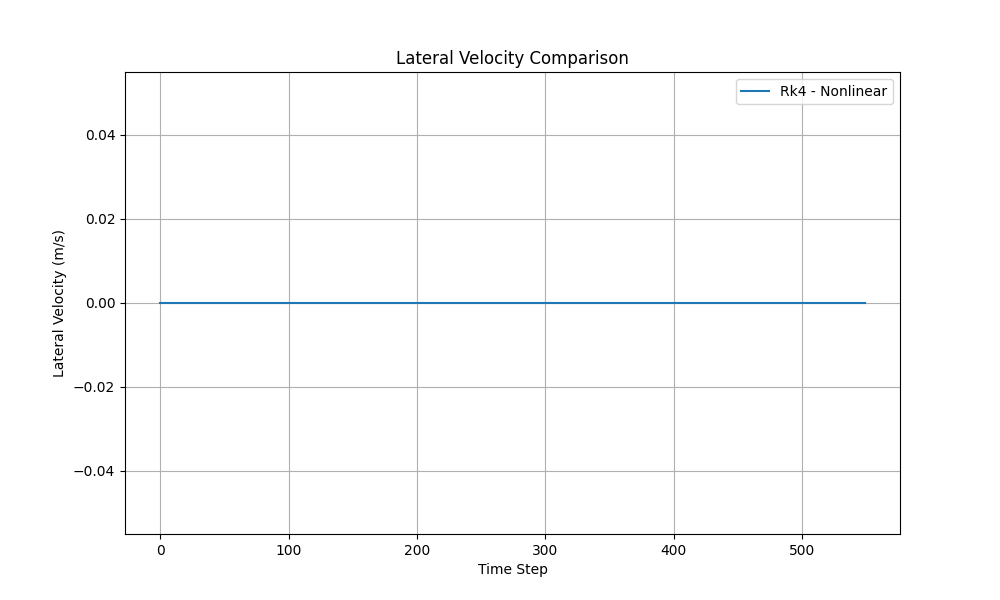 Lateral Velocity Comparison
Rk4 - Nonlinear
0.04
0.02
0.00
−0.02
−0.04
Lateral Velocity (m/s)
0 100 200 300 400 500
Time Step